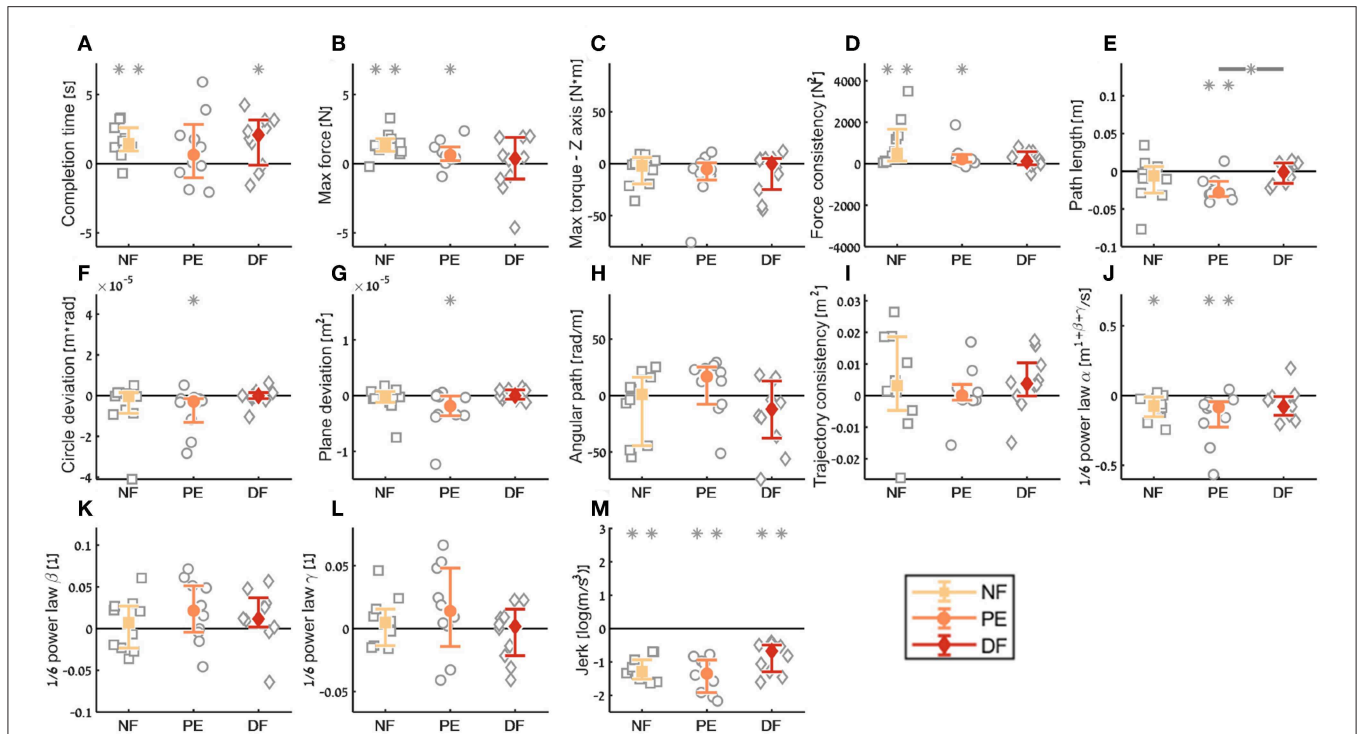 A
Completion time [s]
5
0
-5
NF PE DF
* *
*
B
Max force [N]
5
0
-5
NF PE DF
* *
*
C
Max torque - Z axis [N*m]
50
0
-50
NF PE DF
D
Force consistency [N²]
4000
2000
0
-2000
-4000
NF PE DF
* *
*
E
Path length [m]
0.1
0.05
0
-0.05
-0.1
NF PE DF
* *
*
F
× 10⁻⁵
Circle deviation [m*rad]
5
0
-2
-4
NF PE DF
*
G
× 10⁻⁵
Plane deviation [m²]
1
0
-1
NF PE DF
*
H
Angular path [rad/m]
50
0
-50
NF PE DF
I
Trajectory consistency [m²]
0.03
0.02
0.01
0
-0.01
-0.02
NF PE DF
J
1/6 power law α [m^1+β+γ/s]
0.5
0
-0.5
NF PE DF
*
* *
K
1/6 power law β [1]
0.1
0.05
0
-0.05
-0.1
NF PE DF
L
1/6 power law γ [1]
0.05
0
-0.05
NF PE DF
M
Jerk [log(m/s³)]
3
2
1
0
-1
-2
NF PE DF
* *
* *
* *
NF
PE
DF